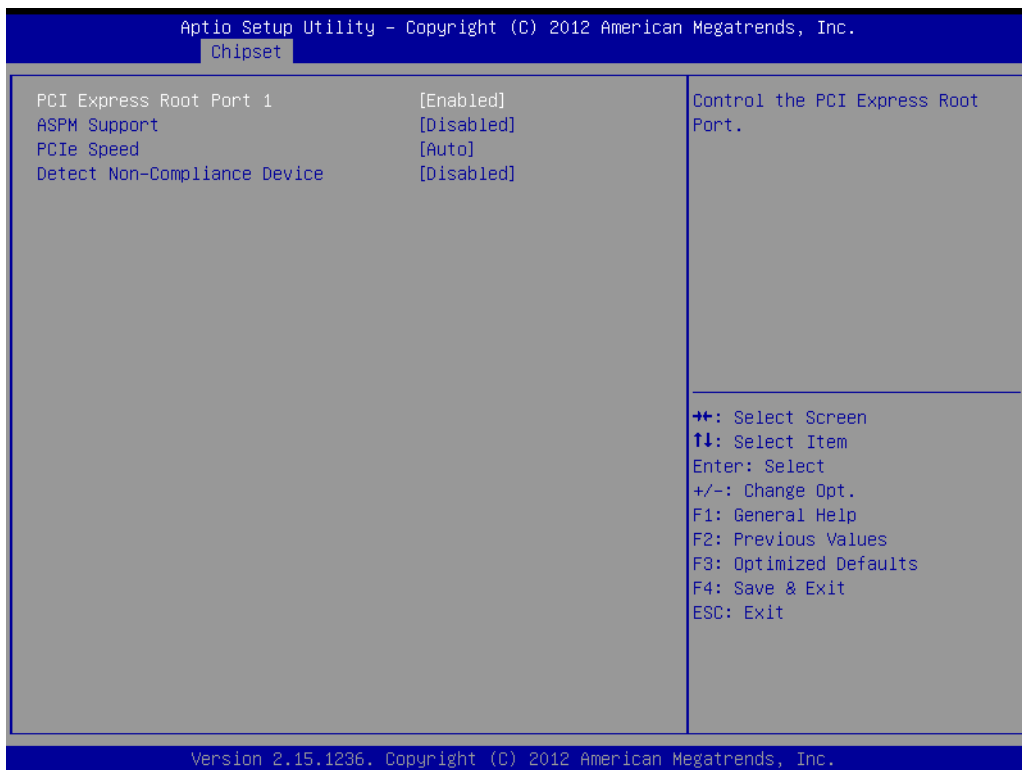 Aptio Setup Utility – Copyright (C) 2012 American Megatrends, Inc.
Chipset
PCI Express Root Port 1 [Enabled]
ASPM Support [Disabled]
PCIe Speed [Auto]
Detect Non-Compliance Device [Disabled]
Control the PCI Express Root
Port.
→←: Select Screen
↑↓: Select Item
Enter: Select
+/-: Change Opt.
F1: General Help
F2: Previous Values
F3: Optimized Defaults
F4: Save & Exit
ESC: Exit
Version 2.15.1236. Copyright (C) 2012 American Megatrends, Inc.